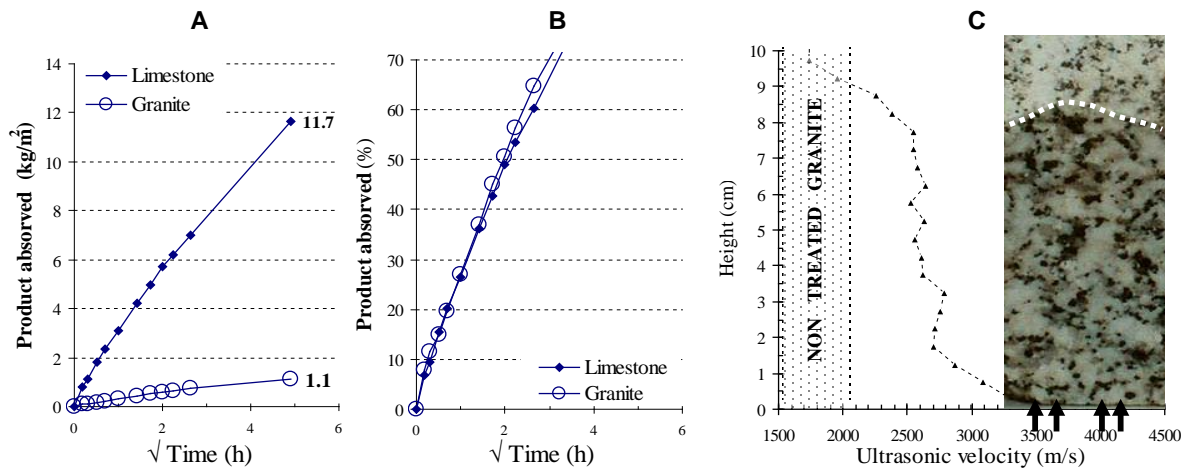 A
B
C
Product absorved (kg/m²)
14
12
10
8
6
4
2
0
Limestone
Granite
11.7
1.1
0 2 4 6
√ Time (h)
Product absorved (%)
70
60
50
40
30
20
10
0
Limestone
Granite
0 2 4 6
√ Time (h)
Height (cm)
10
9
8
7
6
5
4
3
2
1
0
NON TREATED GRANITE
1500 2000 2500 3000 3500 4000 4500
Ultrasonic velocity (m/s)